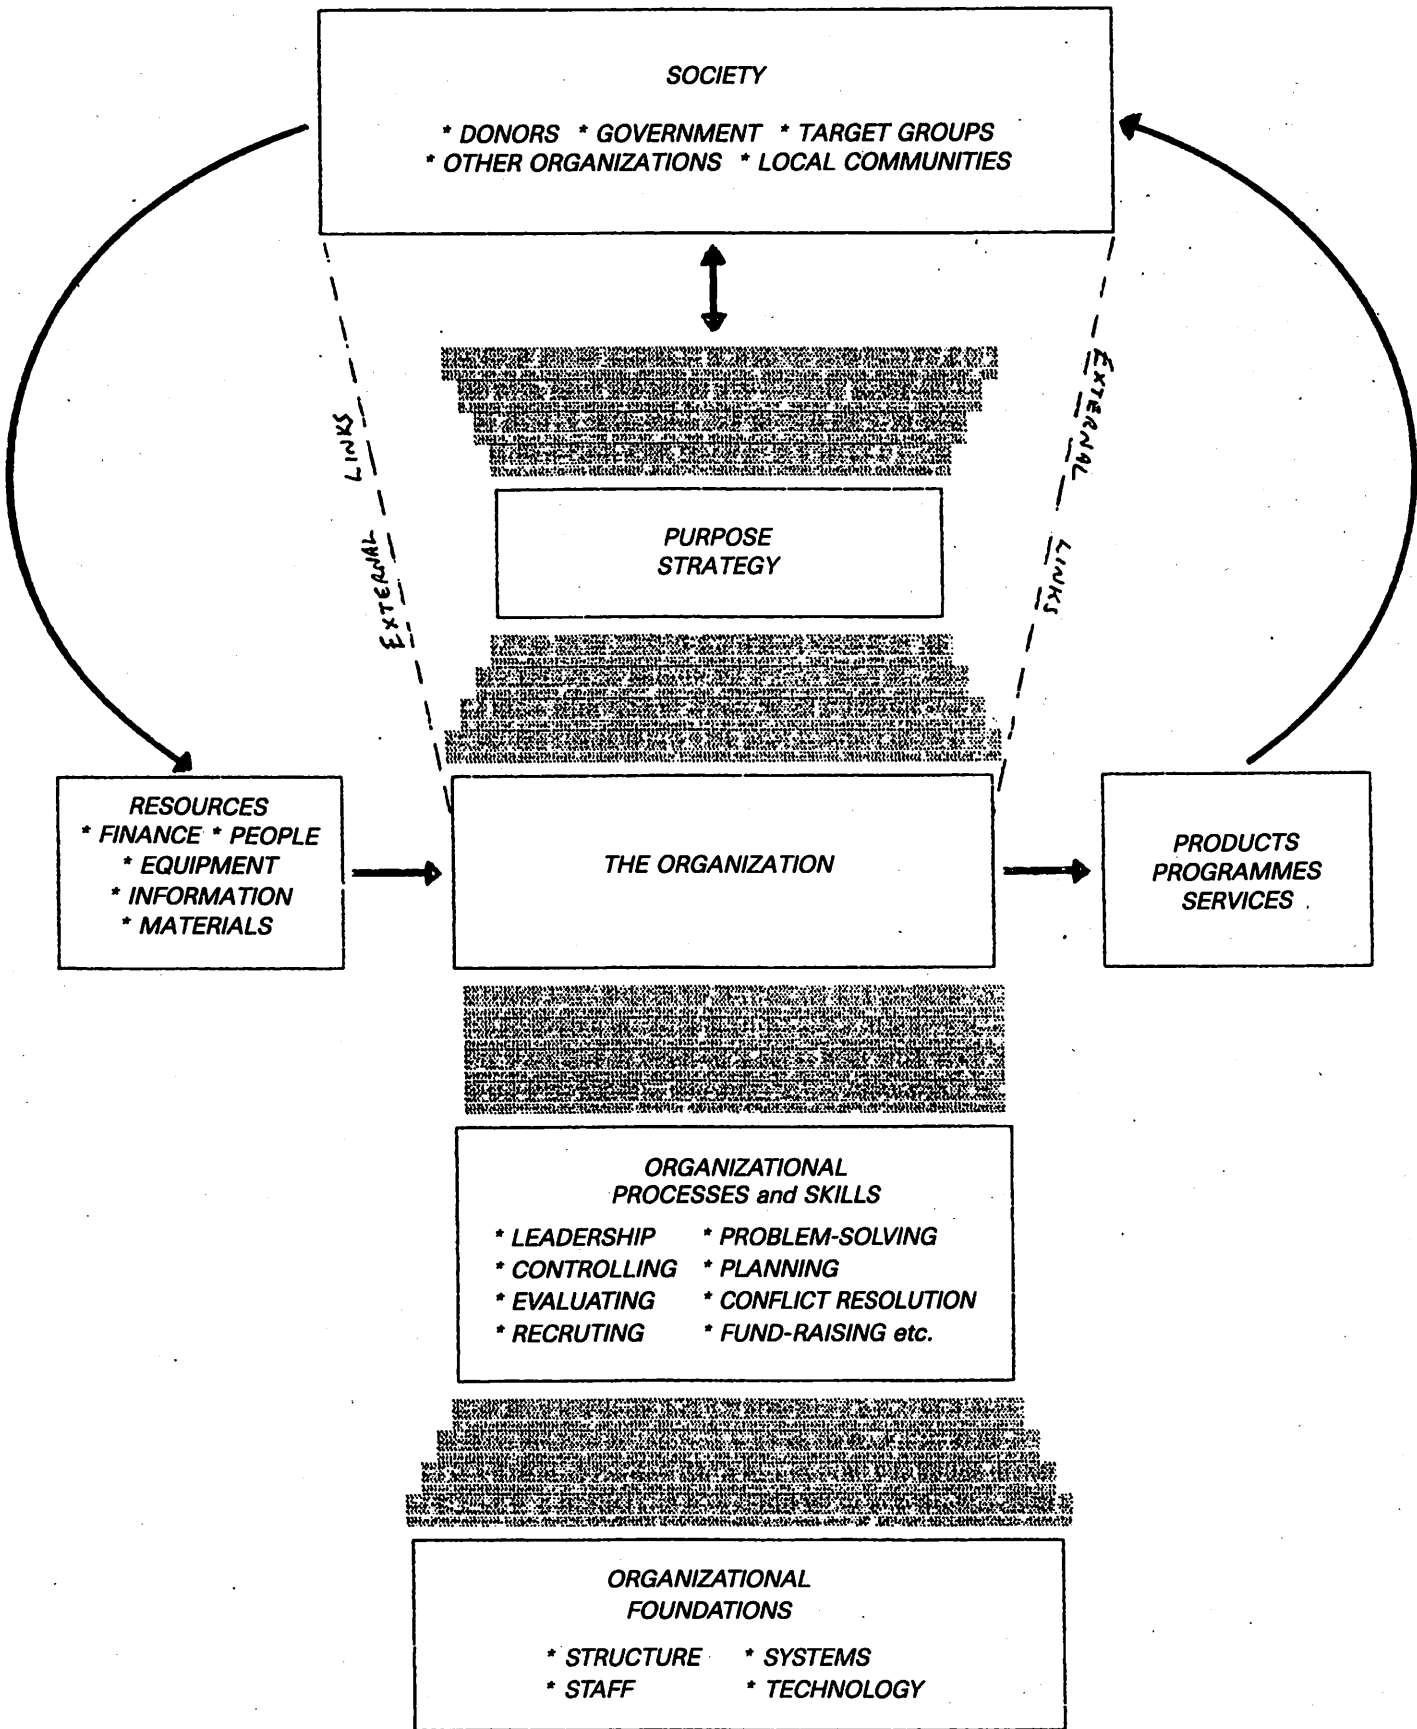 SOCIETY
* DONORS * GOVERNMENT * TARGET GROUPS
* OTHER ORGANIZATIONS * LOCAL COMMUNITIES
EXTERNAL LINKS
EXTERNAL LINKS
PURPOSE
STRATEGY
RESOURCES
* FINANCE * PEOPLE
* EQUIPMENT
* INFORMATION
* MATERIALS
THE ORGANIZATION
PRODUCTS
PROGRAMMES
SERVICES
ORGANIZATIONAL
PROCESSES and SKILLS
* LEADERSHIP * PROBLEM-SOLVING
* CONTROLLING * PLANNING
* EVALUATING * CONFLICT RESOLUTION
* RECRUTING * FUND-RAISING etc.
ORGANIZATIONAL
FOUNDATIONS
* STRUCTURE * SYSTEMS
* STAFF * TECHNOLOGY